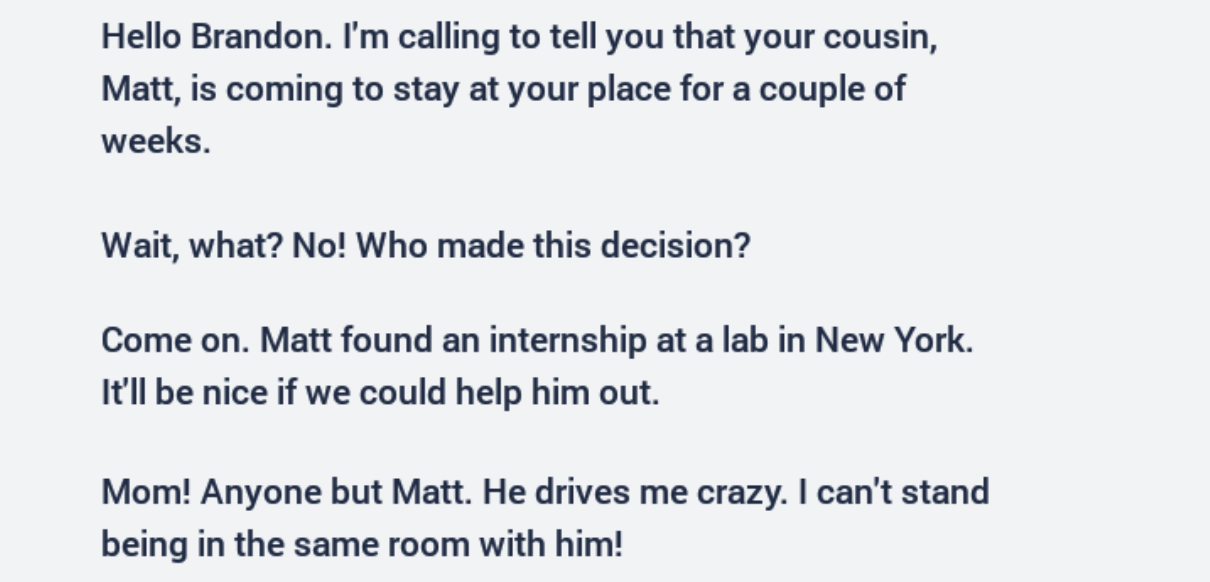 Hello Brandon. I'm calling to tell you that your cousin,
Matt, is coming to stay at your place for a couple of
weeks.
Wait, what? No! Who made this decision?
Come on. Matt found an internship at a lab in New York.
It'll be nice if we could help him out.
Mom! Anyone but Matt. He drives me crazy. I can't stand
being in the same room with him!